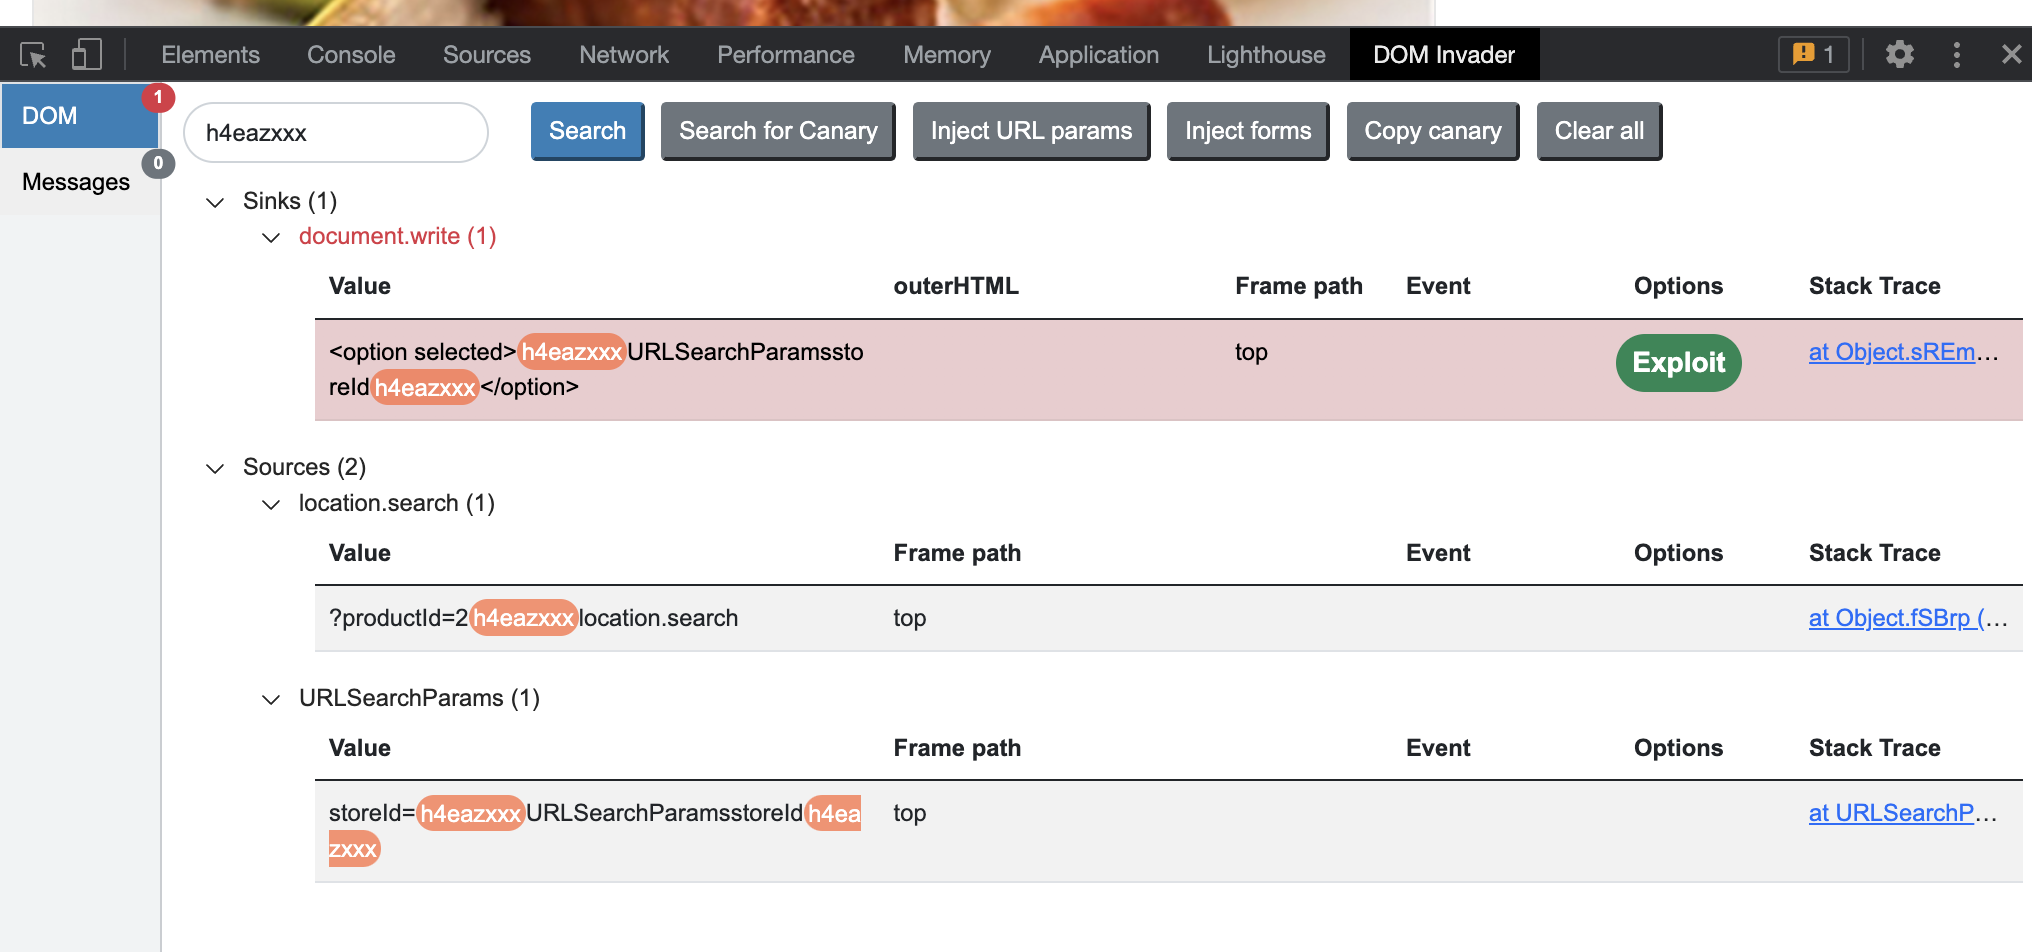 Elements Console Sources Network Performance Memory Application Lighthouse DOM Invader 1
DOM 1
Messages 0
h4eazxxx Search Search for Canary Inject URL params Inject forms Copy canary Clear all
Sinks (1)
document.write (1)
Value outerHTML Frame path Event Options Stack Trace
<option selected>h4eazxxxURLSearchParamssto top Exploit at Object.sREm...
reIdh4eazxxx</option>
Sources (2)
location.search (1)
Value Frame path Event Options Stack Trace
?productId=2h4eazxxxlocation.search top at Object.fSBrp (...
URLSearchParams (1)
Value Frame path Event Options Stack Trace
storeId=h4eazxxxURLSearchParamsstoreIdh4ea top at URLSearchP...
zxxx